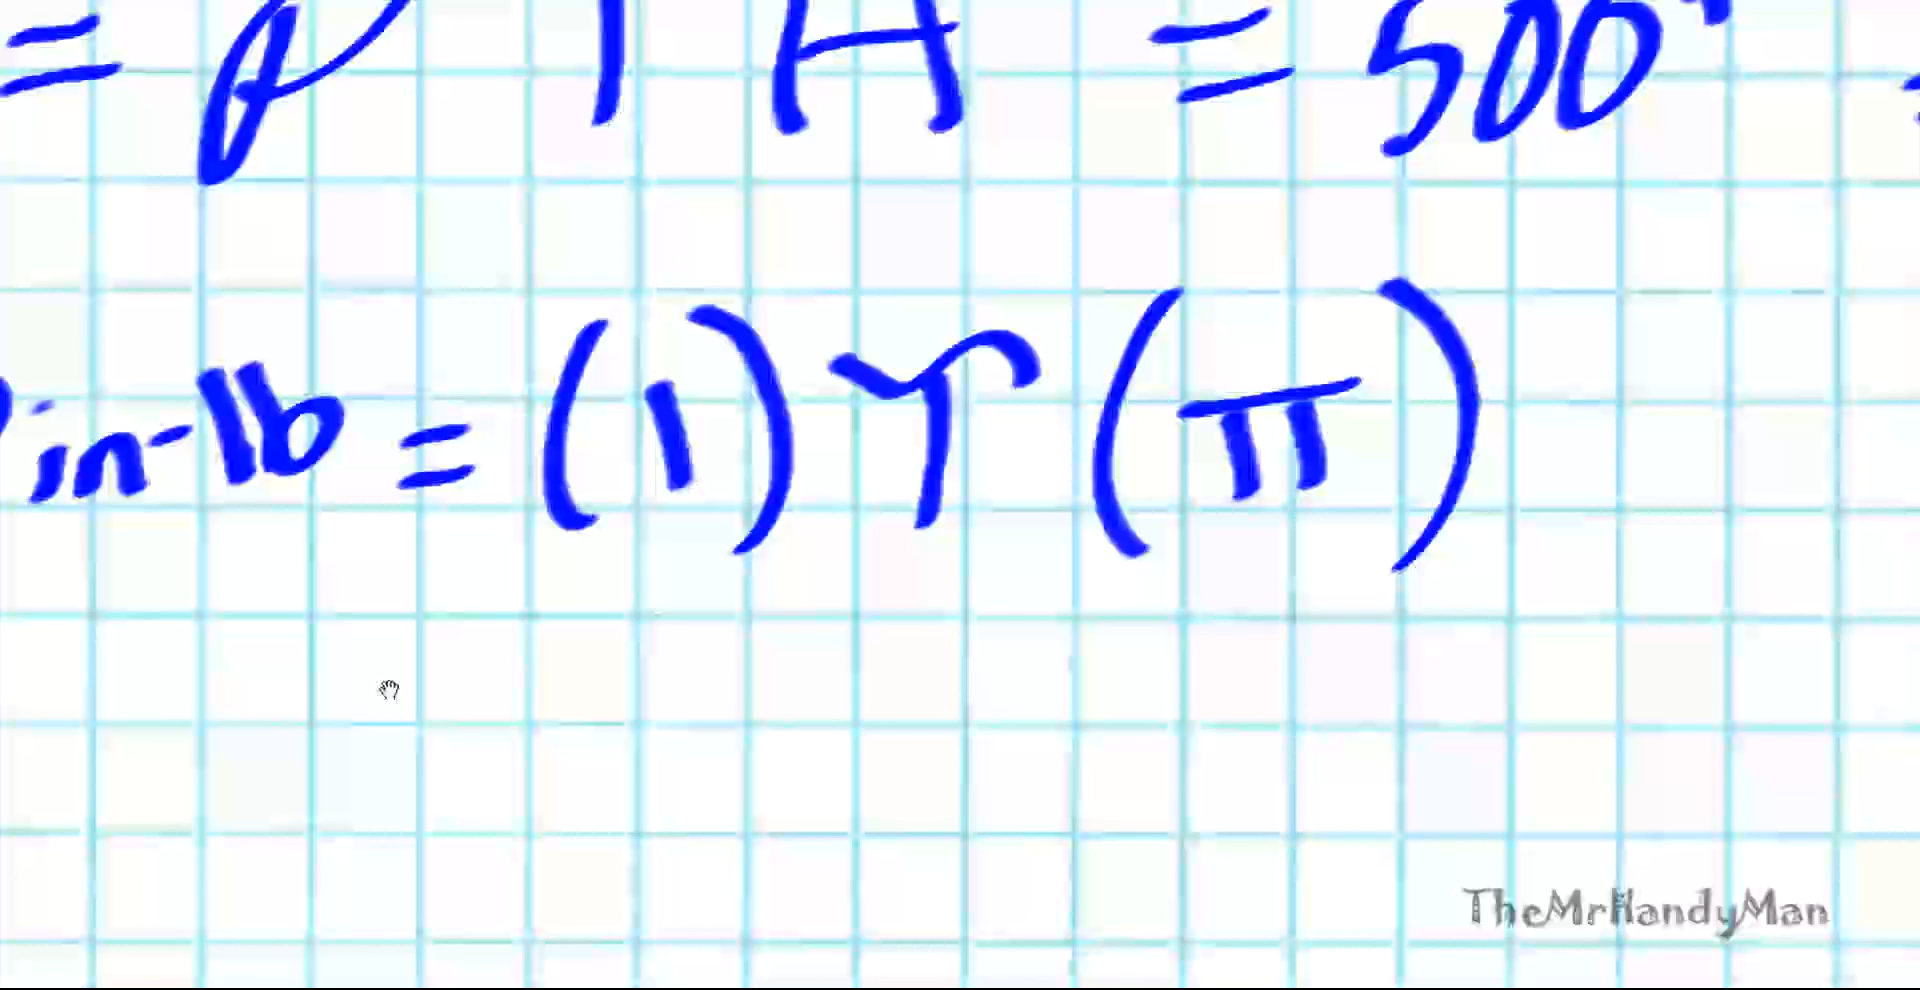 = 500
in-lb = (1) τ (π)
TheMrHandyMan